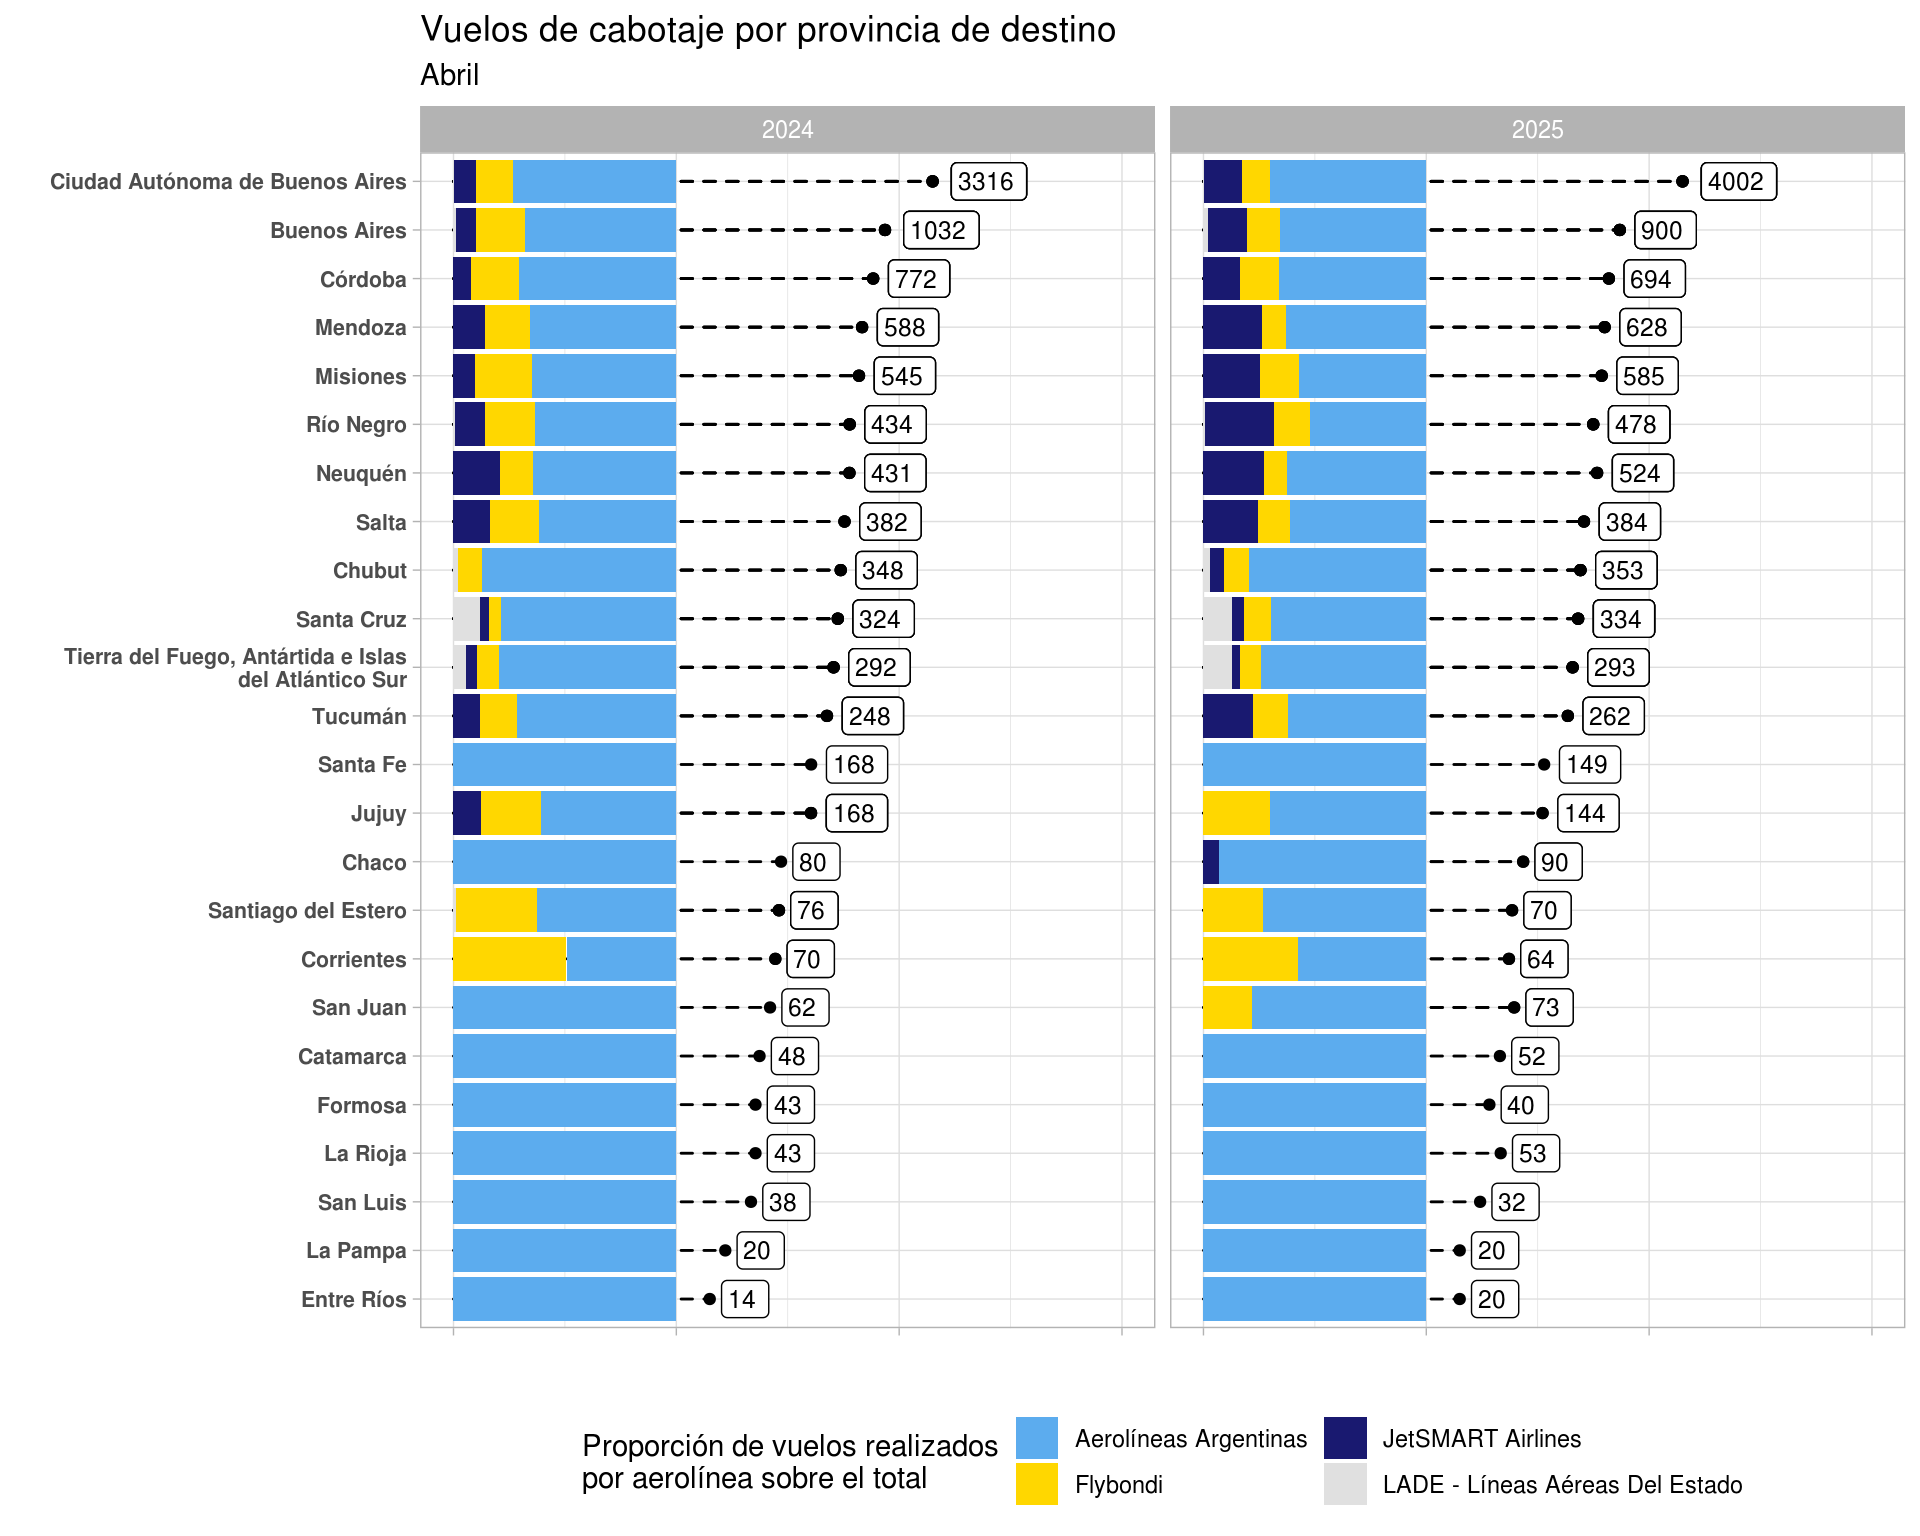 Vuelos de cabotaje por provincia de destino
Abril
2024 2025
Ciudad Autónoma de Buenos Aires 3316 4002
Buenos Aires 1032 900
Córdoba 772 694
Mendoza 588 628
Misiones 545 585
Río Negro 434 478
Neuquén 431 524
Salta 382 384
Chubut 348 353
Santa Cruz 324 334
Tierra del Fuego, Antártida e Islas
del Atlántico Sur 292 293
Tucumán 248 262
Santa Fe 168 149
Jujuy 168 144
Chaco 80 90
Santiago del Estero 76 70
Corrientes 70 64
San Juan 62 73
Catamarca 48 52
Formosa 43 40
La Rioja 43 53
San Luis 38 32
La Pampa 20 20
Entre Ríos 14 20
Proporción de vuelos realizados
por aerolínea sobre el total
Aerolíneas Argentinas JetSMART Airlines
Flybondi LADE - Líneas Aéreas Del Estado